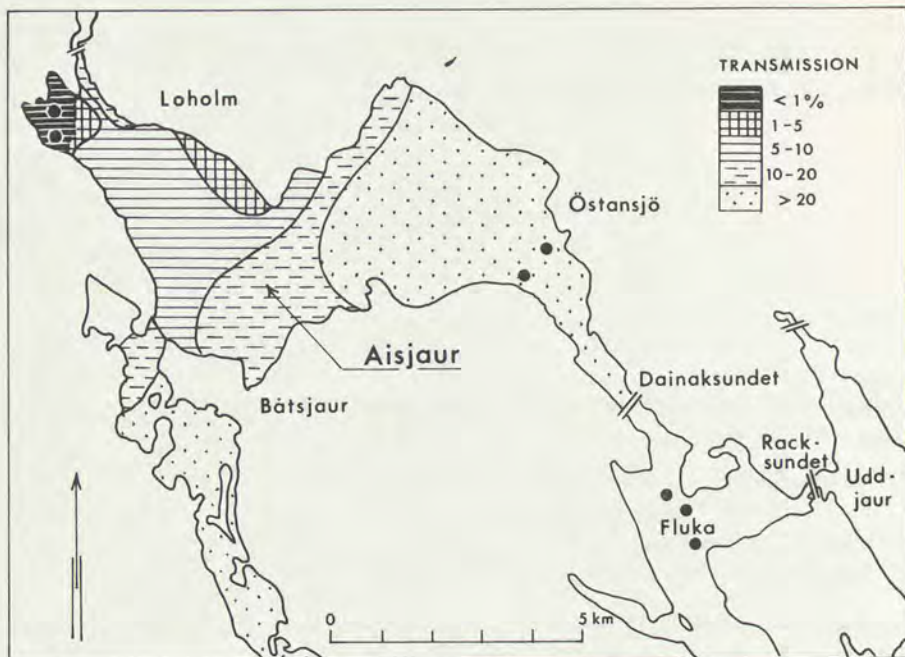 TRANSMISSION
< 1%
1-5
5-10
10-20
> 20
Loholm
Östansjö
Aisjaur
Båtsjaur
Dainaksundet
Rack-
sundet
Udd-
jaur
Fluka
0
5 km